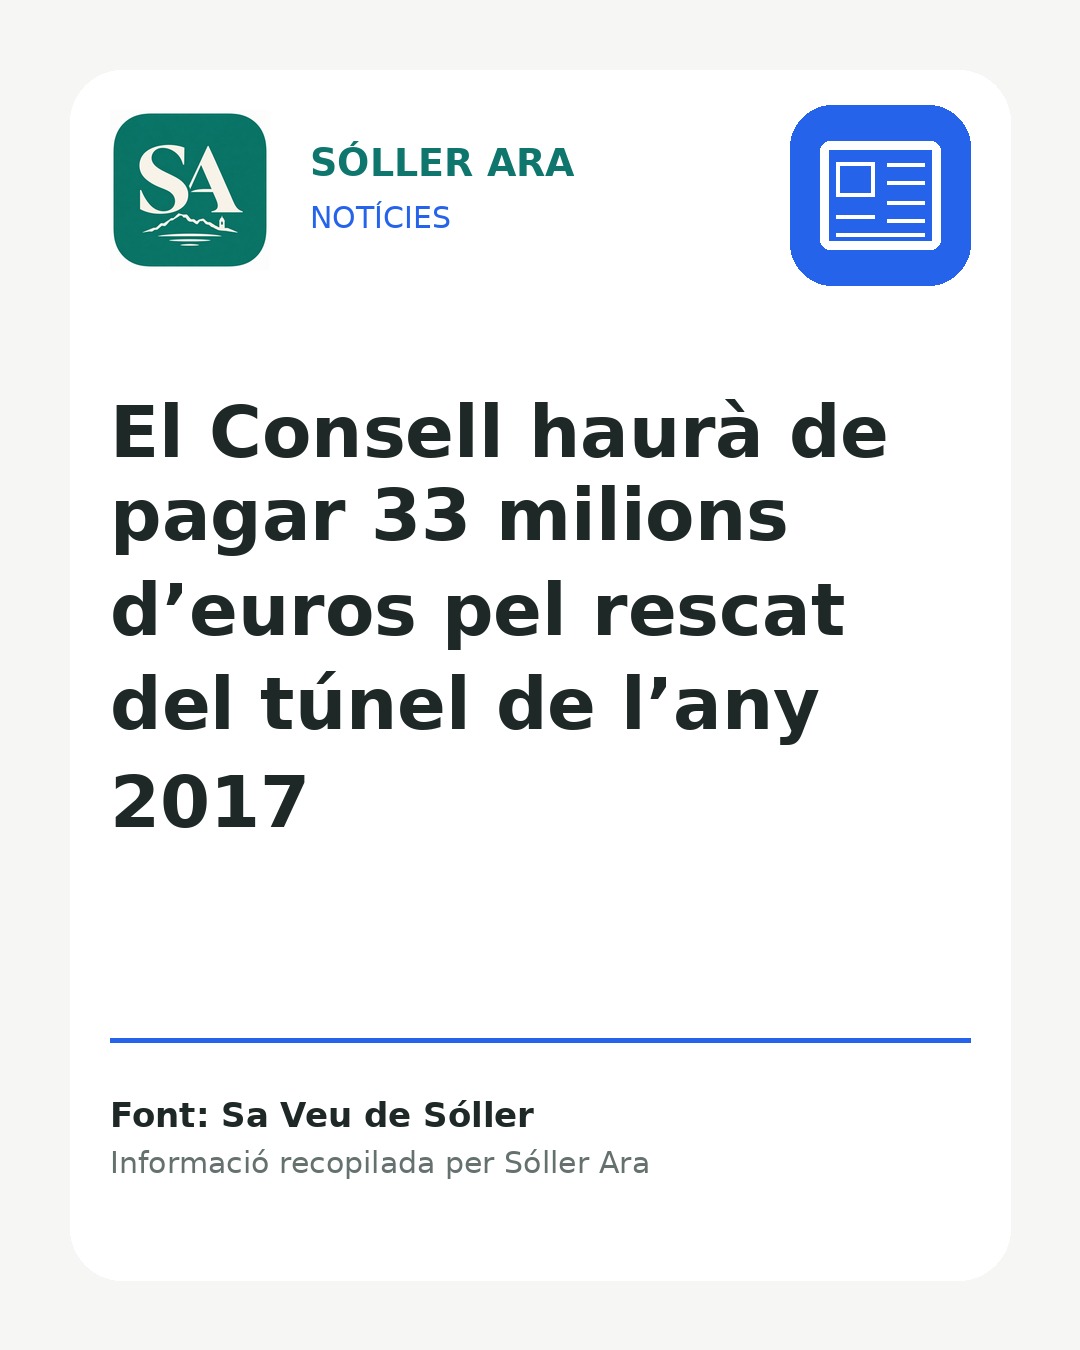 SA
SÓLLER ARA
NOTÍCIES
El Consell haurà de
pagar 33 milions
d’euros pel rescat
del túnel de l’any
2017
Font: Sa Veu de Sóller
Informació recopilada per Sóller Ara